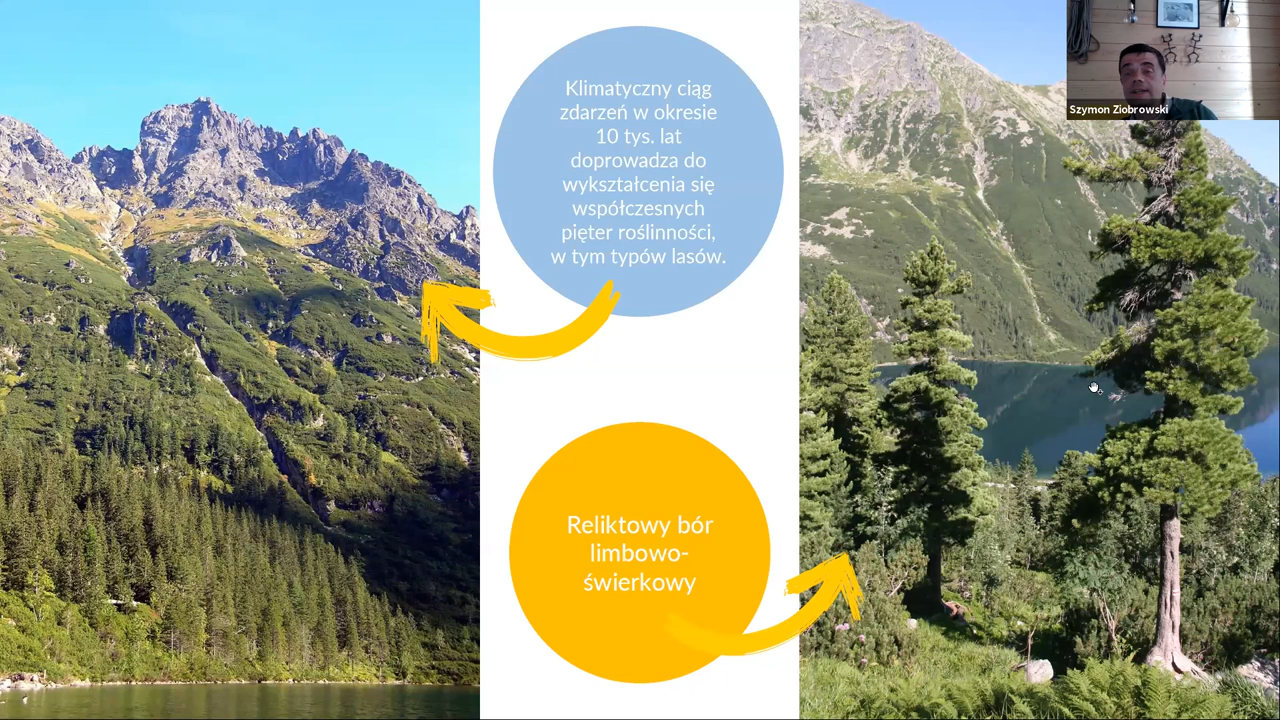 Klimatyczny ciąg
zdarzeń w okresie
10 tys. lat
doprowadza do
wykształcenia się
współczesnych
pięter roślinności,
w tym typów lasów.
Reliktowy bór
limbowo-
świerkowy
Szymon Ziobrowski